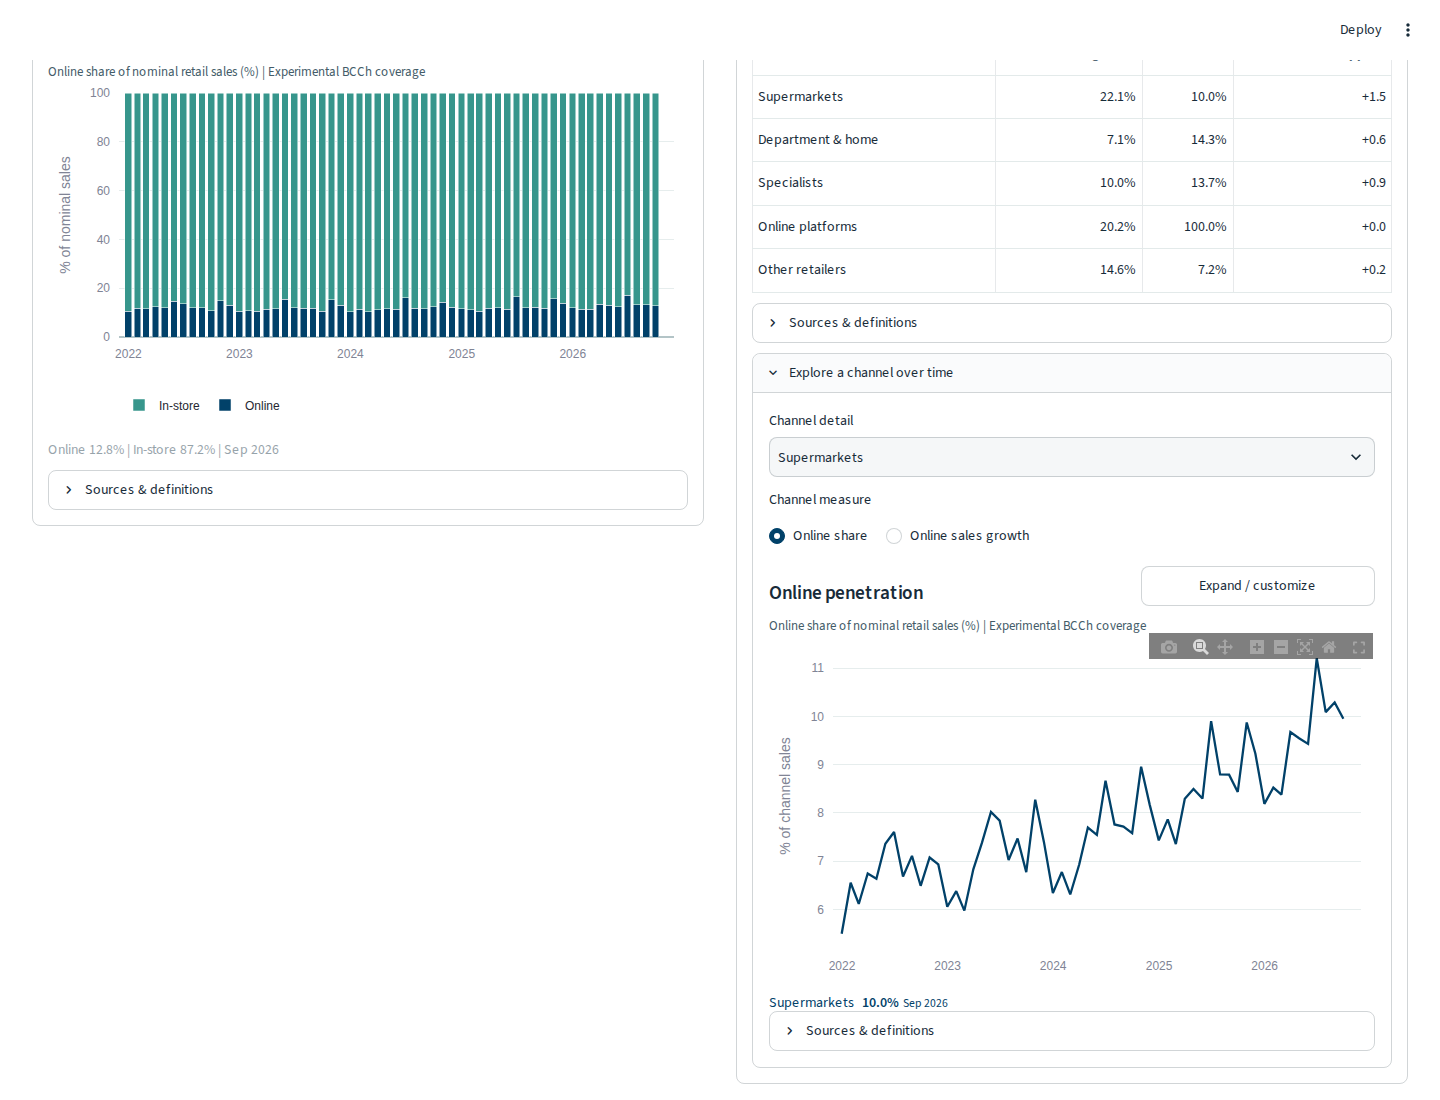 Deploy
Online share of nominal retail sales (%) | Experimental BCCh coverage
100
80
60
40
20
0
% of nominal sales
2022 2023 2024 2025 2026
In-store Online
Online 12.8% | In-store 87.2% | Sep 2026
Sources & definitions
Supermarkets 22.1% 10.0% +1.5
Department & home 7.1% 14.3% +0.6
Specialists 10.0% 13.7% +0.9
Online platforms 20.2% 100.0% +0.0
Other retailers 14.6% 7.2% +0.2
Sources & definitions
Explore a channel over time
Channel detail
Supermarkets
Channel measure
Online share Online sales growth
Online penetration
Expand / customize
Online share of nominal retail sales (%) | Experimental BCCh coverage
11
10
9
8
7
6
% of channel sales
2022 2023 2024 2025 2026
Supermarkets 10.0% Sep 2026
Sources & definitions